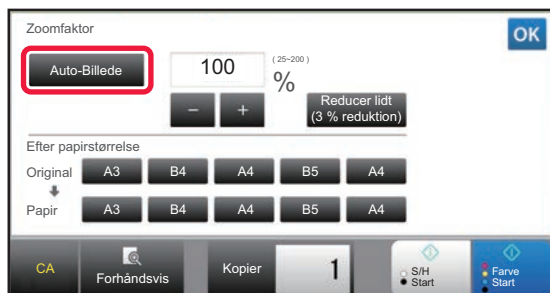 Zoomfaktor
OK
Auto-Billede
100
(25~200)
%
− +
Reducer lidt
(3 % reduktion)
Efter papirstørrelse
Original A3 B4 A4 B5 A4
Papir A3 B4 A4 B5 A4
CA
Forhåndsvis
Kopier
1
S/H
Start
Farve
Start